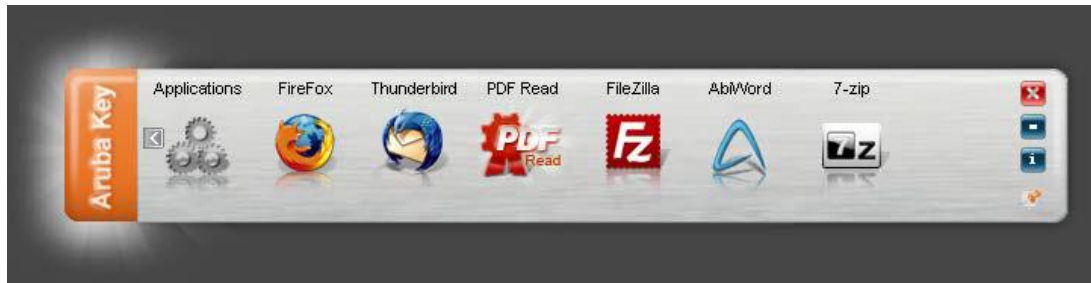 Aruba Key
Applications FireFox Thunderbird PDF Read FileZilla AbiWord 7-zip
PDF
Read
Fz
7z
i